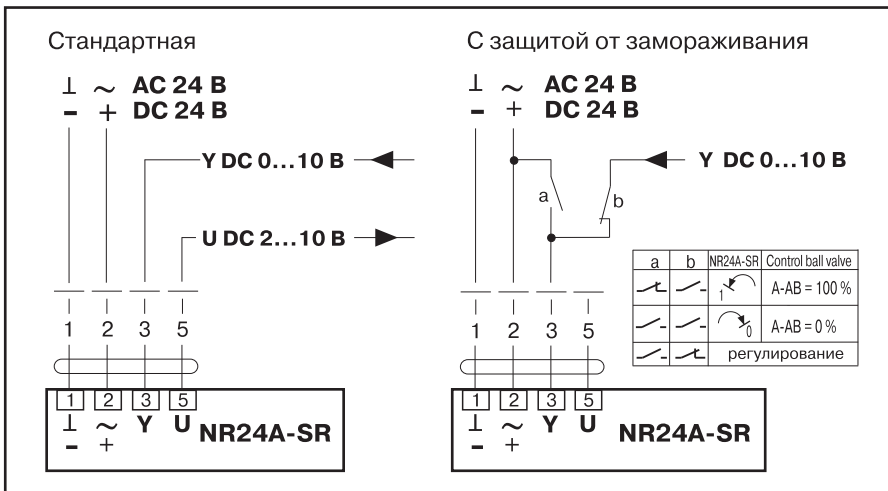 Стандартная
⊥ ~ AC 24 В
- + DC 24 В
Y DC 0...10 В
U DC 2...10 В
1 2 3 5
1 2 3 5
⊥ ~ Y U
- +
NR24A-SR
С защитой от замораживания
⊥ ~ AC 24 В
- + DC 24 В
Y DC 0...10 В
a
b
a b NR24A-SR Control ball valve
1 A-AB = 100 %
0 A-AB = 0 %
регулирование
1 2 3 5
1 2 3 5
⊥ ~ Y U
- +
NR24A-SR